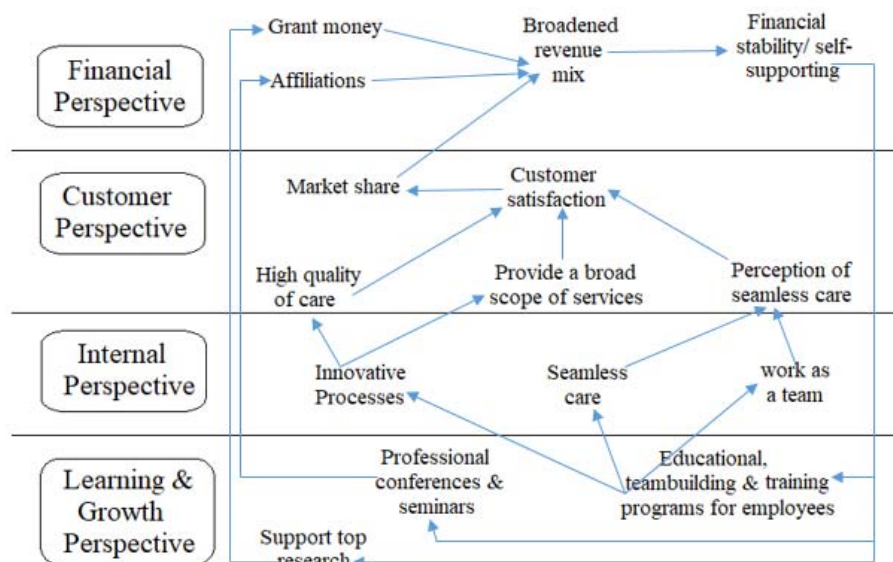 Grant money
Broadened
revenue
mix
Financial
stability/ self-
supporting
Financial
Perspective
Affiliations
Customer
Perspective
Market share
Customer
satisfaction
High quality
of care
Provide a broad
scope of services
Perception of
seamless care
Internal
Perspective
Innovative
Processes
Seamless
care
work as
a team
Learning &
Growth
Perspective
Professional
conferences &
seminars
Educational,
teambuilding & training
programs for employees
Support top
research